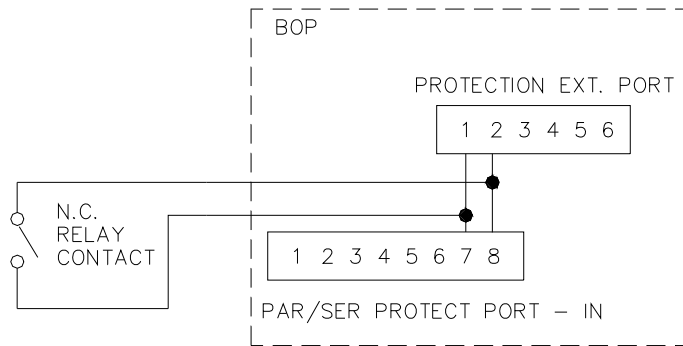 BOP
PROTECTION EXT. PORT
1 2 3 4 5 6
N.C.
RELAY
CONTACT
1 2 3 4 5 6 7 8
PAR/SER PROTECT PORT – IN